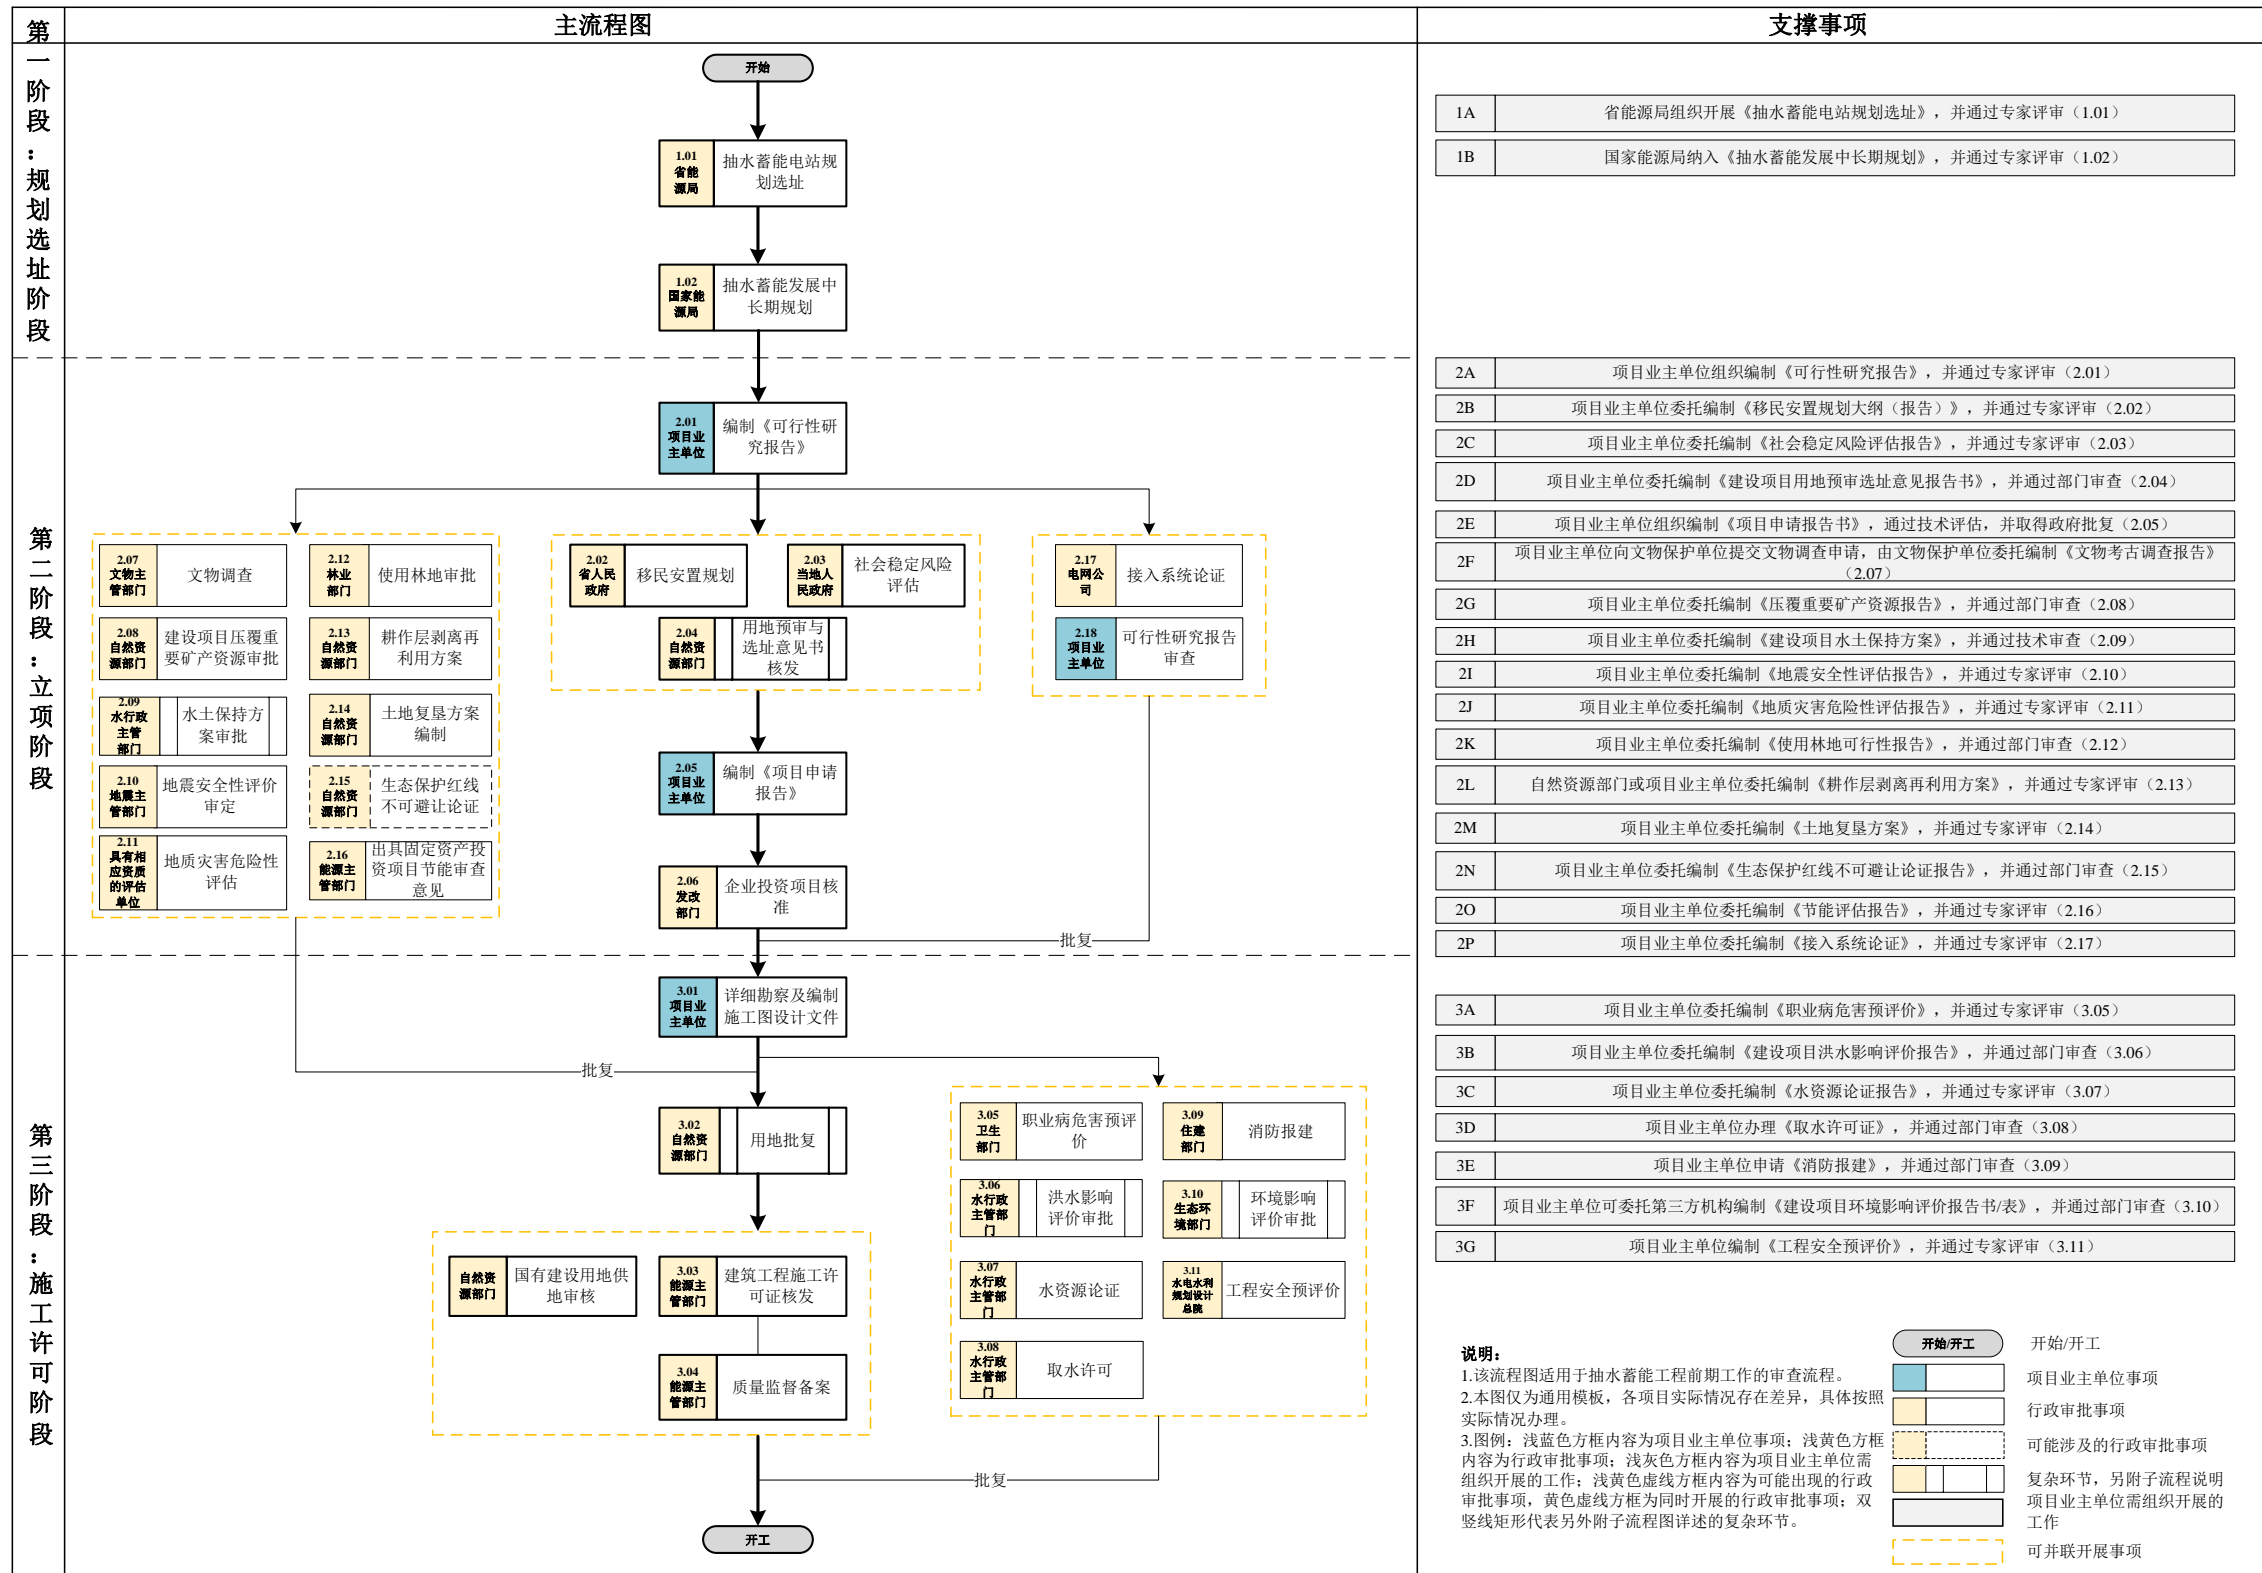 主流程图
支撑事项
第一阶段：规划选址阶段
开始
1.01
省能
源局
抽水蓄能电站规
划选址
1.02
国家能
源局
抽水蓄能发展中
长期规划
1A
省能源局组织开展《抽水蓄能电站规划选址》，并通过专家评审（1.01）
1B
国家能源局纳入《抽水蓄能发展中长期规划》，并通过专家评审（1.02）
第二阶段：立项阶段
2.01
项目业
主单位
编制《可行性研
究报告》
2.07
文物主
管部门
文物调查
2.12
林业
部门
使用林地审批
2.08
自然资
源部门
建设项目压覆重
要矿产资源审批
2.13
自然资
源部门
耕作层剥离再
利用方案
2.09
水行政
主管
部门
水土保持方
案审批
2.14
自然资
源部门
土地复垦方案
编制
2.10
地震主
管部门
地震安全性评价
审定
2.15
自然资
源部门
生态保护红线
不可避让论证
2.11
具有相
应资质
的评估
单位
地质灾害危险性
评估
2.16
能源主
管部门
出具固定资产投
资项目节能审查
意见
2.02
省人民
政府
移民安置规划
2.03
当地人
民政府
社会稳定风险
评估
2.04
自然资
源部门
用地预审与
选址意见书
核发
2.17
电网公
司
接入系统论证
2.18
项目业
主单位
可行性研究报告
审查
2.05
项目业
主单位
编制《项目申请
报告》
2.06
发改
部门
企业投资项目核
准
批复
2A
项目业主单位组织编制《可行性研究报告》，并通过专家评审（2.01）
2B
项目业主单位委托编制《移民安置规划大纲（报告）》，并通过专家评审（2.02）
2C
项目业主单位委托编制《社会稳定风险评估报告》，并通过专家评审（2.03）
2D
项目业主单位委托编制《建设项目用地预审选址意见报告书》，并通过部门审查（2.04）
2E
项目业主单位组织编制《项目申请报告书》，通过技术评估，并取得政府批复（2.05）
2F
项目业主单位向文物保护单位提交文物调查申请，由文物保护单位委托编制《文物考古调查报告》
（2.07）
2G
项目业主单位委托编制《压覆重要矿产资源报告》，并通过部门审查（2.08）
2H
项目业主单位委托编制《建设项目水土保持方案》，并通过技术审查（2.09）
2I
项目业主单位委托编制《地震安全性评估报告》，并通过专家评审（2.10）
2J
项目业主单位委托编制《地质灾害危险性评估报告》，并通过专家评审（2.11）
2K
项目业主单位委托编制《使用林地可行性报告》，并通过部门审查（2.12）
2L
自然资源部门或项目业主单位委托编制《耕作层剥离再利用方案》，并通过专家评审（2.13）
2M
项目业主单位委托编制《土地复垦方案》，并通过专家评审（2.14）
2N
项目业主单位委托编制《生态保护红线不可避让论证报告》，并通过部门审查（2.15）
2O
项目业主单位委托编制《节能评估报告》，并通过专家评审（2.16）
2P
项目业主单位委托编制《接入系统论证》，并通过专家评审（2.17）
第三阶段：施工许可阶段
3.01
项目业
主单位
详细勘察及编制
施工图设计文件
批复
3.02
自然资
源部门
用地批复
自然资
源部门
国有建设用地供
地审核
3.03
能源主
管部门
建筑工程施工许
可证核发
3.04
能源主
管部门
质量监督备案
3.05
卫生
部门
职业病危害预评
价
3.09
住建
部门
消防报建
3.06
水行政
主管部
门
洪水影响
评价审批
3.10
生态环
境部门
环境影响
评价审批
3.07
水行政
主管部
门
水资源论证
3.11
水电水利
规划设计
总院
工程安全预评价
3.08
水行政
主管部
门
取水许可
批复
开工
3A
项目业主单位委托编制《职业病危害预评价》，并通过专家评审（3.05）
3B
项目业主单位委托编制《建设项目洪水影响评价报告》，并通过部门审查（3.06）
3C
项目业主单位委托编制《水资源论证报告》，并通过专家评审（3.07）
3D
项目业主单位办理《取水许可证》，并通过部门审查（3.08）
3E
项目业主单位申请《消防报建》，并通过部门审查（3.09）
3F
项目业主单位可委托第三方机构编制《建设项目环境影响评价报告书/表》，并通过部门审查（3.10）
3G
项目业主单位编制《工程安全预评价》，并通过专家评审（3.11）
说明：
1.该流程图适用于抽水蓄能工程前期工作的审查流程。
2.本图仅为通用模板，各项目实际情况存在差异，具体按照
实际情况办理。
3.图例：浅蓝色方框内容为项目业主单位事项；浅黄色方框
内容为行政审批事项；浅灰色方框内容为项目业主单位需
组织开展的工作；浅黄色虚线方框内容为可能出现的行政
审批事项，黄色虚线方框为同时开展的行政审批事项；双
竖线矩形代表另外附子流程图详述的复杂环节。
开始/开工
开始/开工
项目业主单位事项
行政审批事项
可能涉及的行政审批事项
复杂环节，另附子流程说明
项目业主单位需组织开展的
工作
可并联开展事项